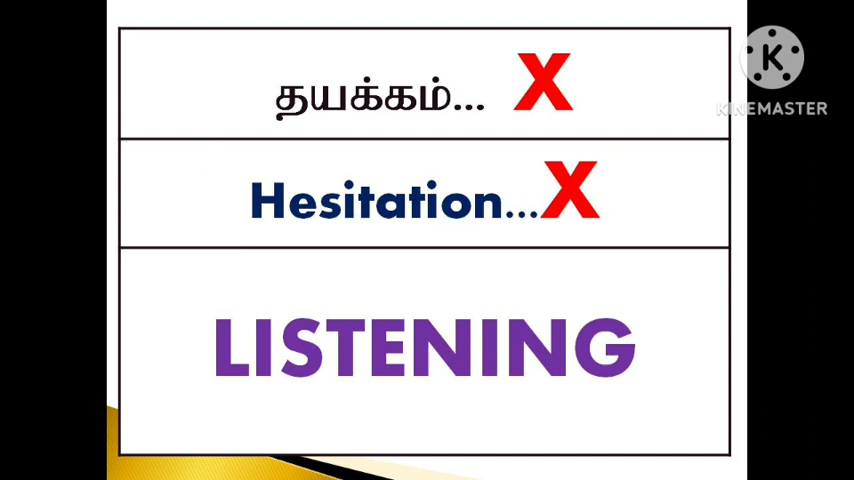 தயக்கம்... X
Hesitation...X
LISTENING
K
KINEMASTER